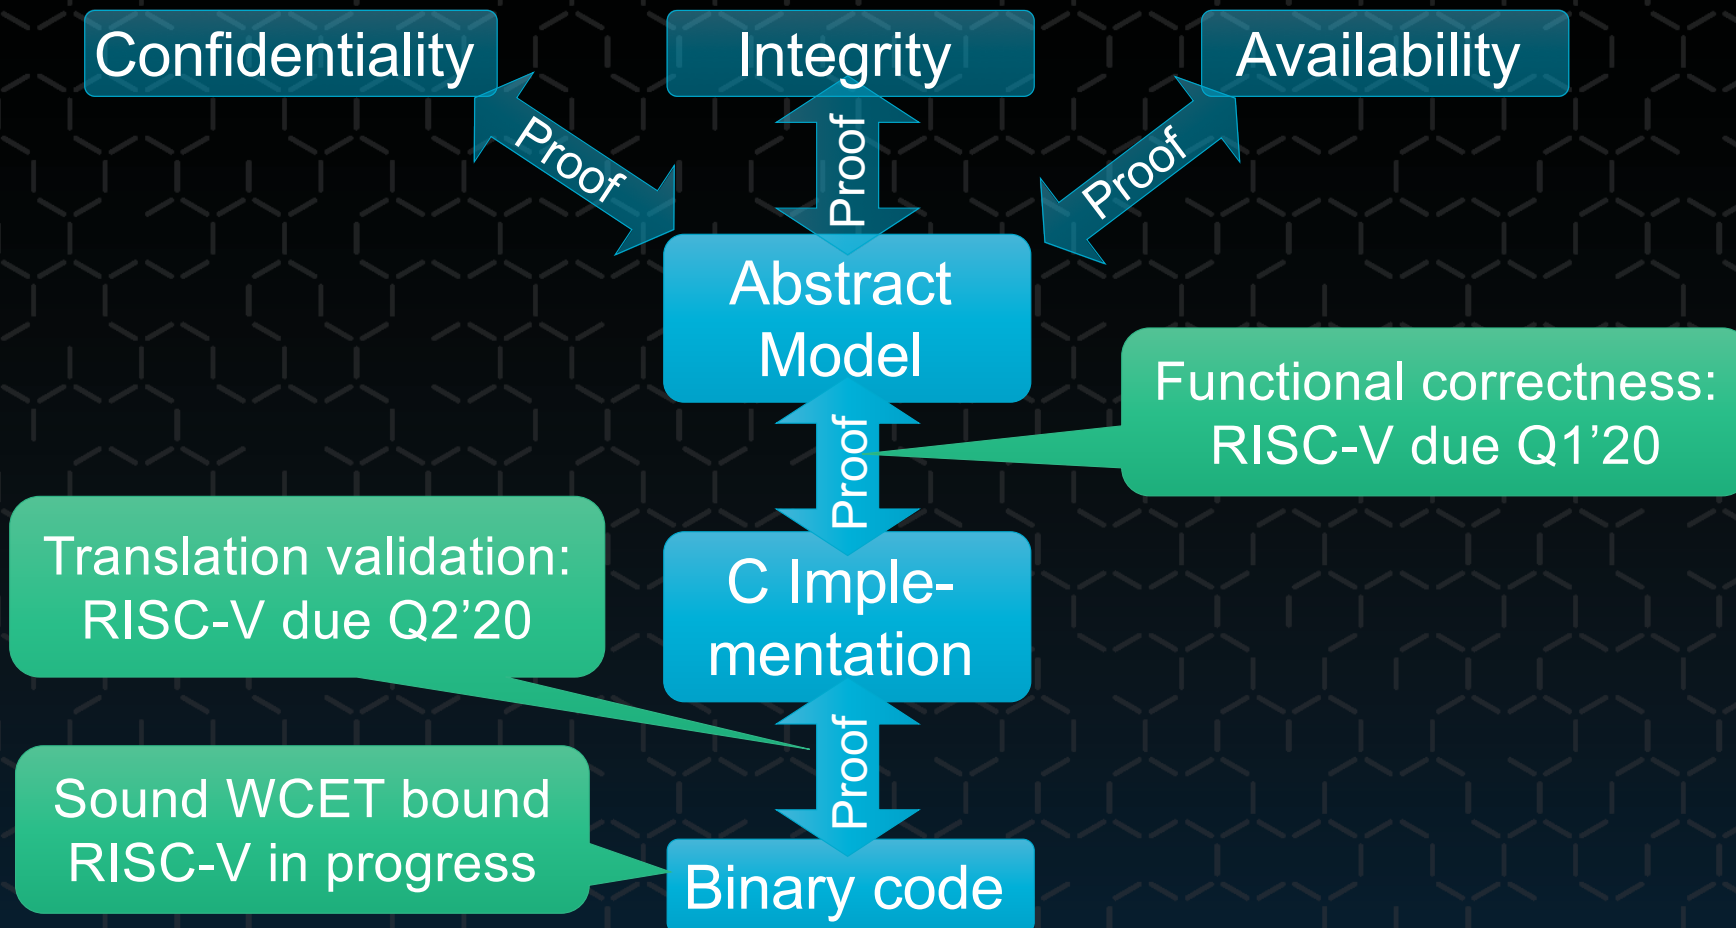 Confidentiality
Integrity
Availability
Proof
Proof
Proof
Abstract
Model
Functional correctness:
RISC-V due Q1’20
Proof
Translation validation:
RISC-V due Q2’20
C Imple-
mentation
Proof
Sound WCET bound
RISC-V in progress
Binary code